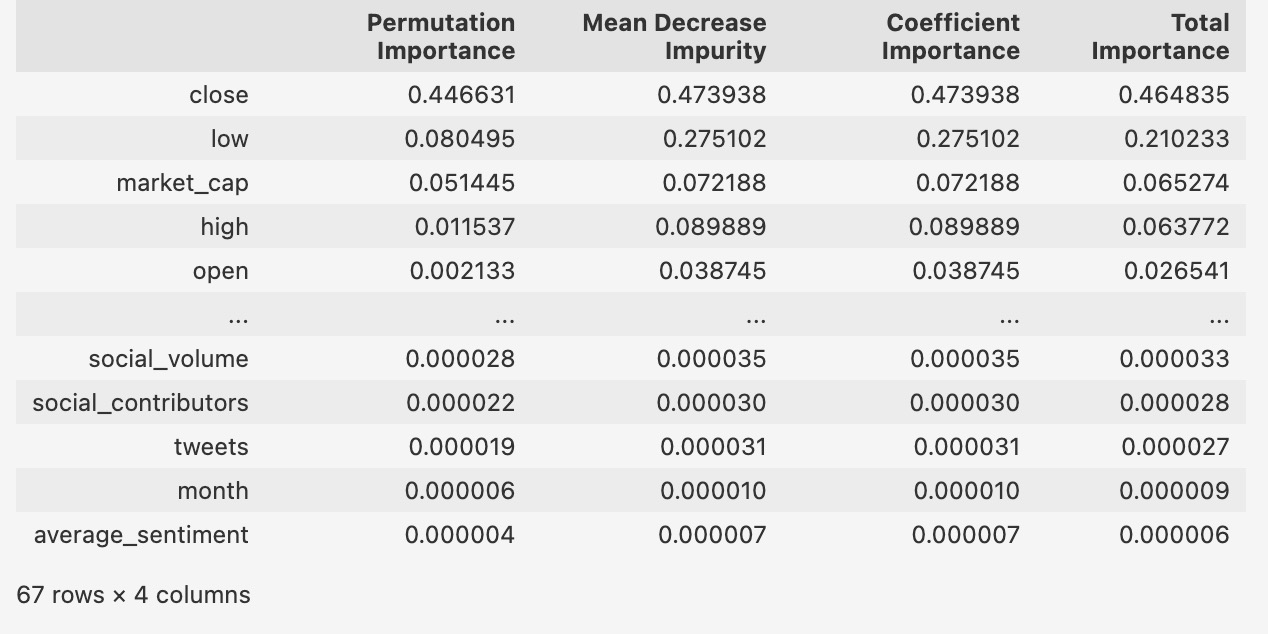 Permutation Importance Mean Decrease Impurity Coefficient Importance Total Importance
close 0.446631 0.473938 0.473938 0.464835
low 0.080495 0.275102 0.275102 0.210233
market_cap 0.051445 0.072188 0.072188 0.065274
high 0.011537 0.089889 0.089889 0.063772
open 0.002133 0.038745 0.038745 0.026541
... ... ... ... ...
social_volume 0.000028 0.000035 0.000035 0.000033
social_contributors 0.000022 0.000030 0.000030 0.000028
tweets 0.000019 0.000031 0.000031 0.000027
month 0.000006 0.000010 0.000010 0.000009
average_sentiment 0.000004 0.000007 0.000007 0.000006
67 rows × 4 columns